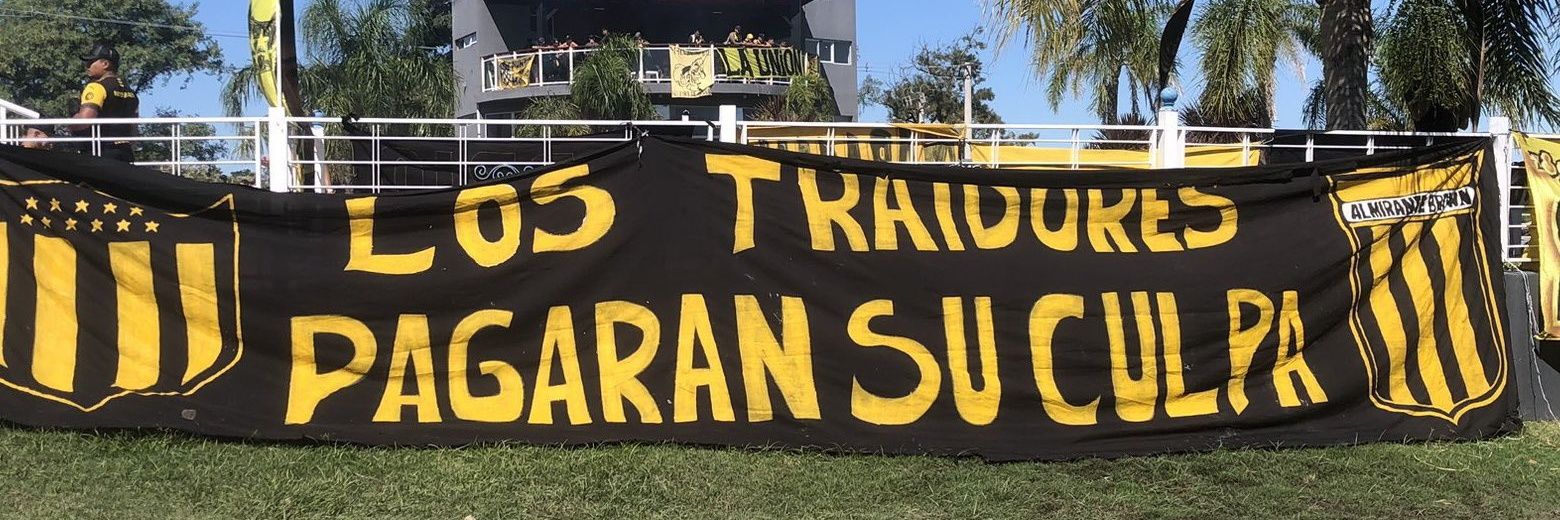 LA UNION
LOS TRAIDORES
PAGARAN SU CULPA
ALMIRANTE BROWN